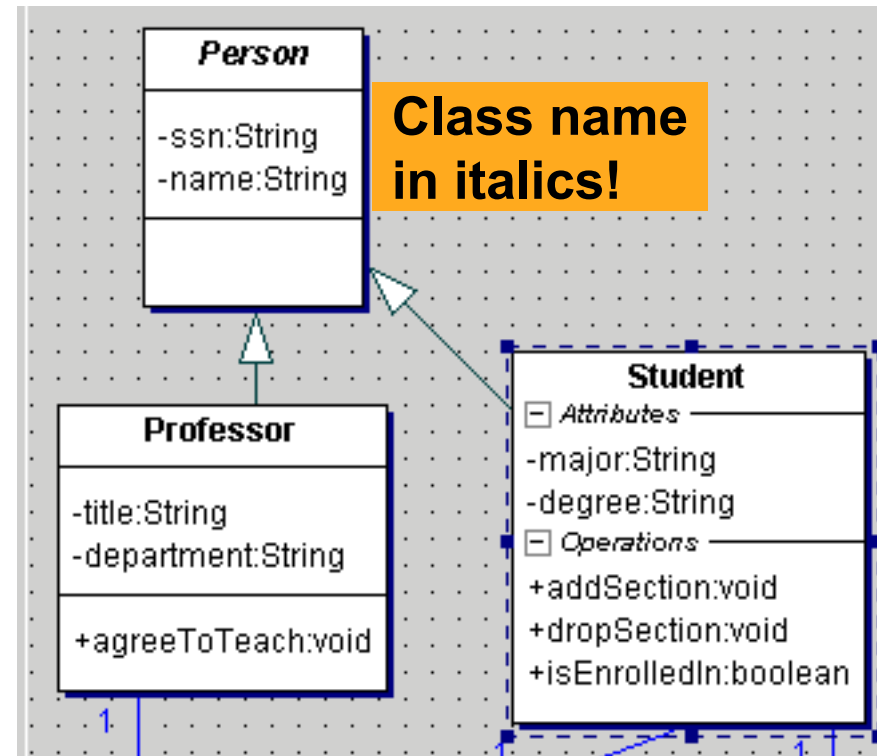 Person
-ssn:String
-name:String
Class name
in italics!
Professor
-title:String
-department:String
+agreeToTeach:void
1
Student
Attributes
-major:String
-degree:String
Operations
+addSection:void
+dropSection:void
+isEnrolledIn:boolean
1
1